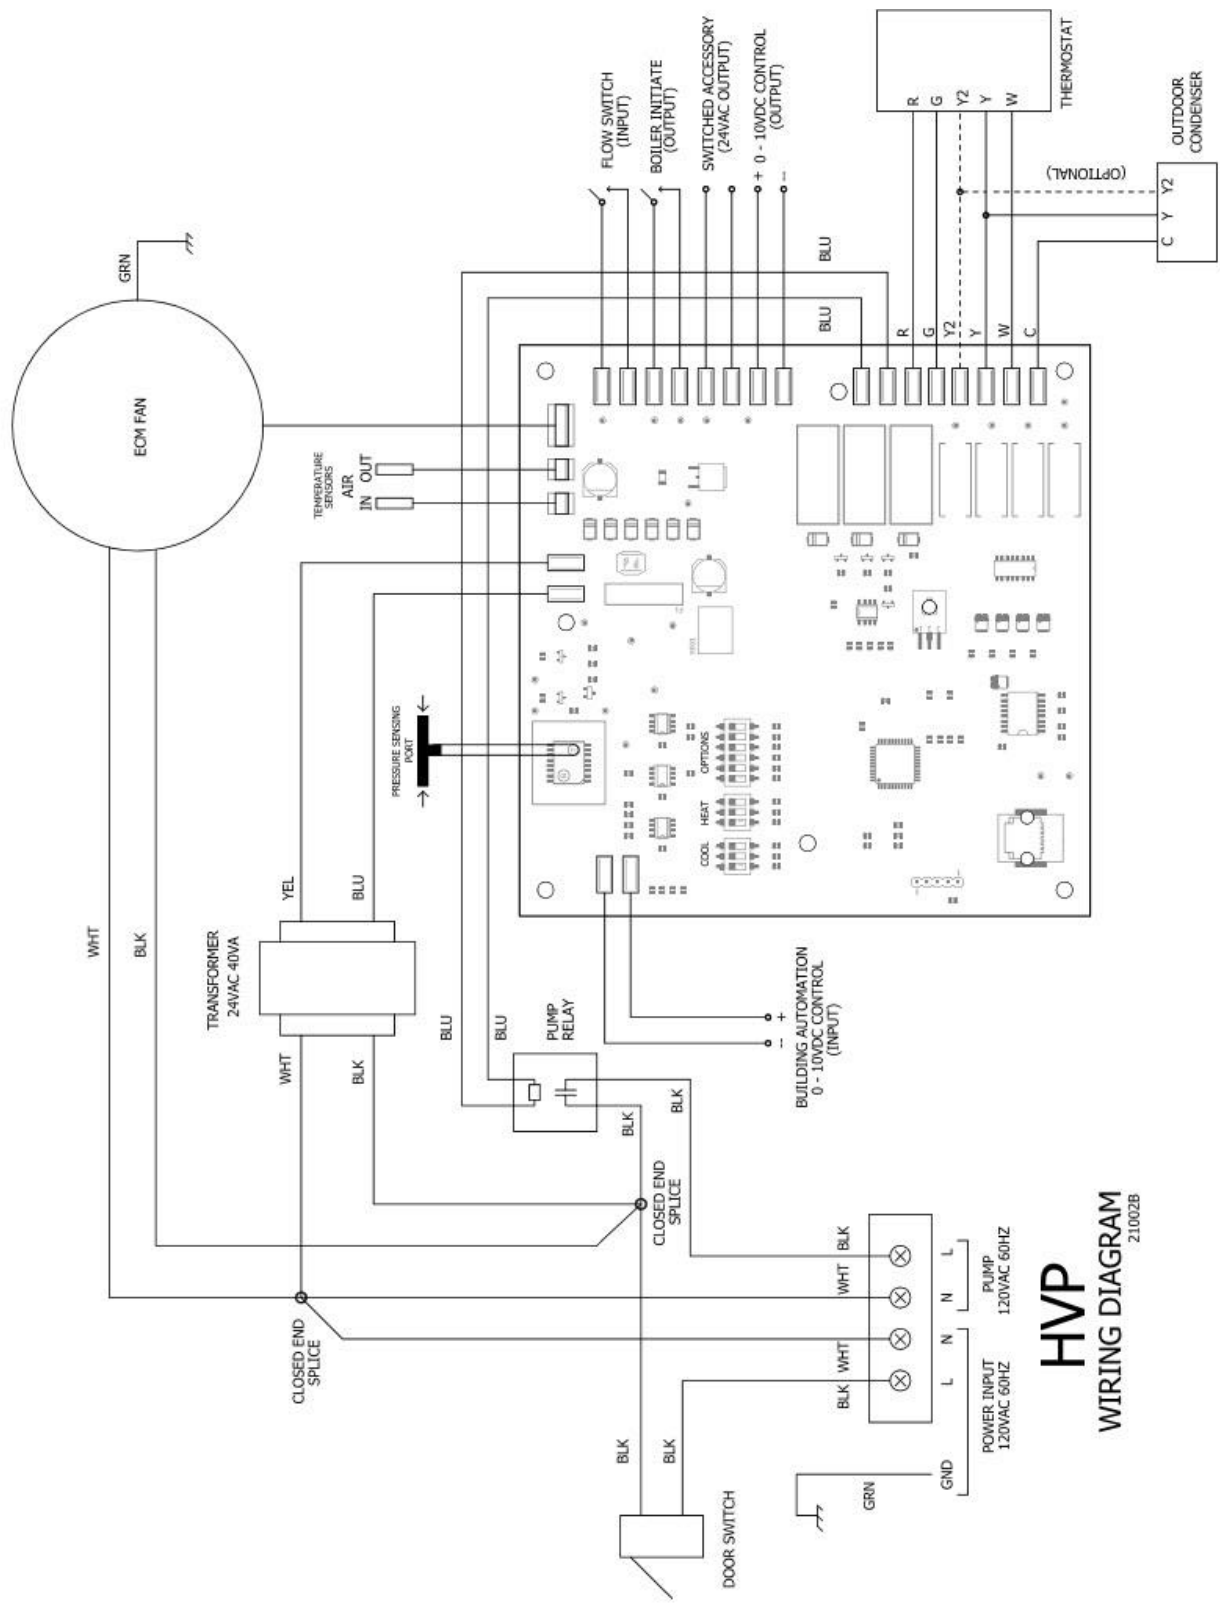 GRN
ECM FAN
TEMPERATURE
SENSORS
AIR
IN
OUT
FLOW SWITCH
(INPUT)
BOILER INITIATE
(OUTPUT)
SWITCHED ACCESSORY
(24VAC OUTPUT)
+ 0 - 10VDC CONTROL
(OUTPUT)
--
THERMOSTAT
R
G
Y2
Y
W
OUTDOOR
CONDENSER
C
Y
Y2
(OPTIONAL)
BLU
BLU
R
G
Y2
Y
W
C
PRESSURE SENSING
PORT
WHT
BLK
YEL
BLU
TRANSFORMER
24VAC 40VA
WHT
BLK
BLU
BLU
PUMP
RELAY
BLK
BLK
COOL
HEAT
OPTIONS
BUILDING AUTOMATION
0 - 10VDC CONTROL
(INPUT)
--
+
CLOSED END
SPLICE
CLOSED END
SPLICE
BLK
WHT
WHT
BLK
L
N
N
L
PUMP
120VAC 60HZ
POWER INPUT
120VAC 60HZ
GND
GRN
BLK
BLK
DOOR SWITCH
HVP
WIRING DIAGRAM
21002B